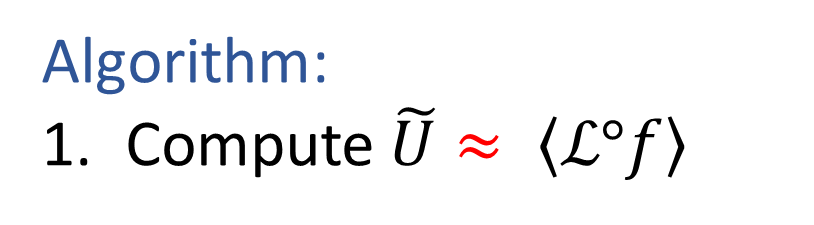 Algorithm:
1. Compute Ũ ≈ ⟨ℒ°f⟩